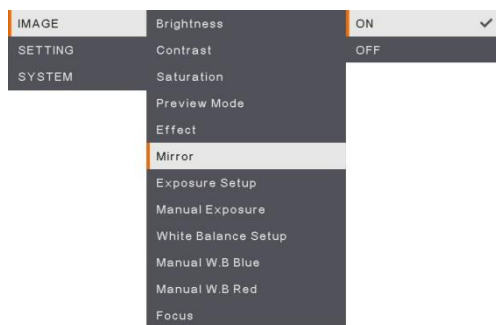 IMAGE
SETTING
SYSTEM
Brightness
Contrast
Saturation
Preview Mode
Effect
Mirror
Exposure Setup
Manual Exposure
White Balance Setup
Manual W.B Blue
Manual W.B Red
Focus
ON
OFF